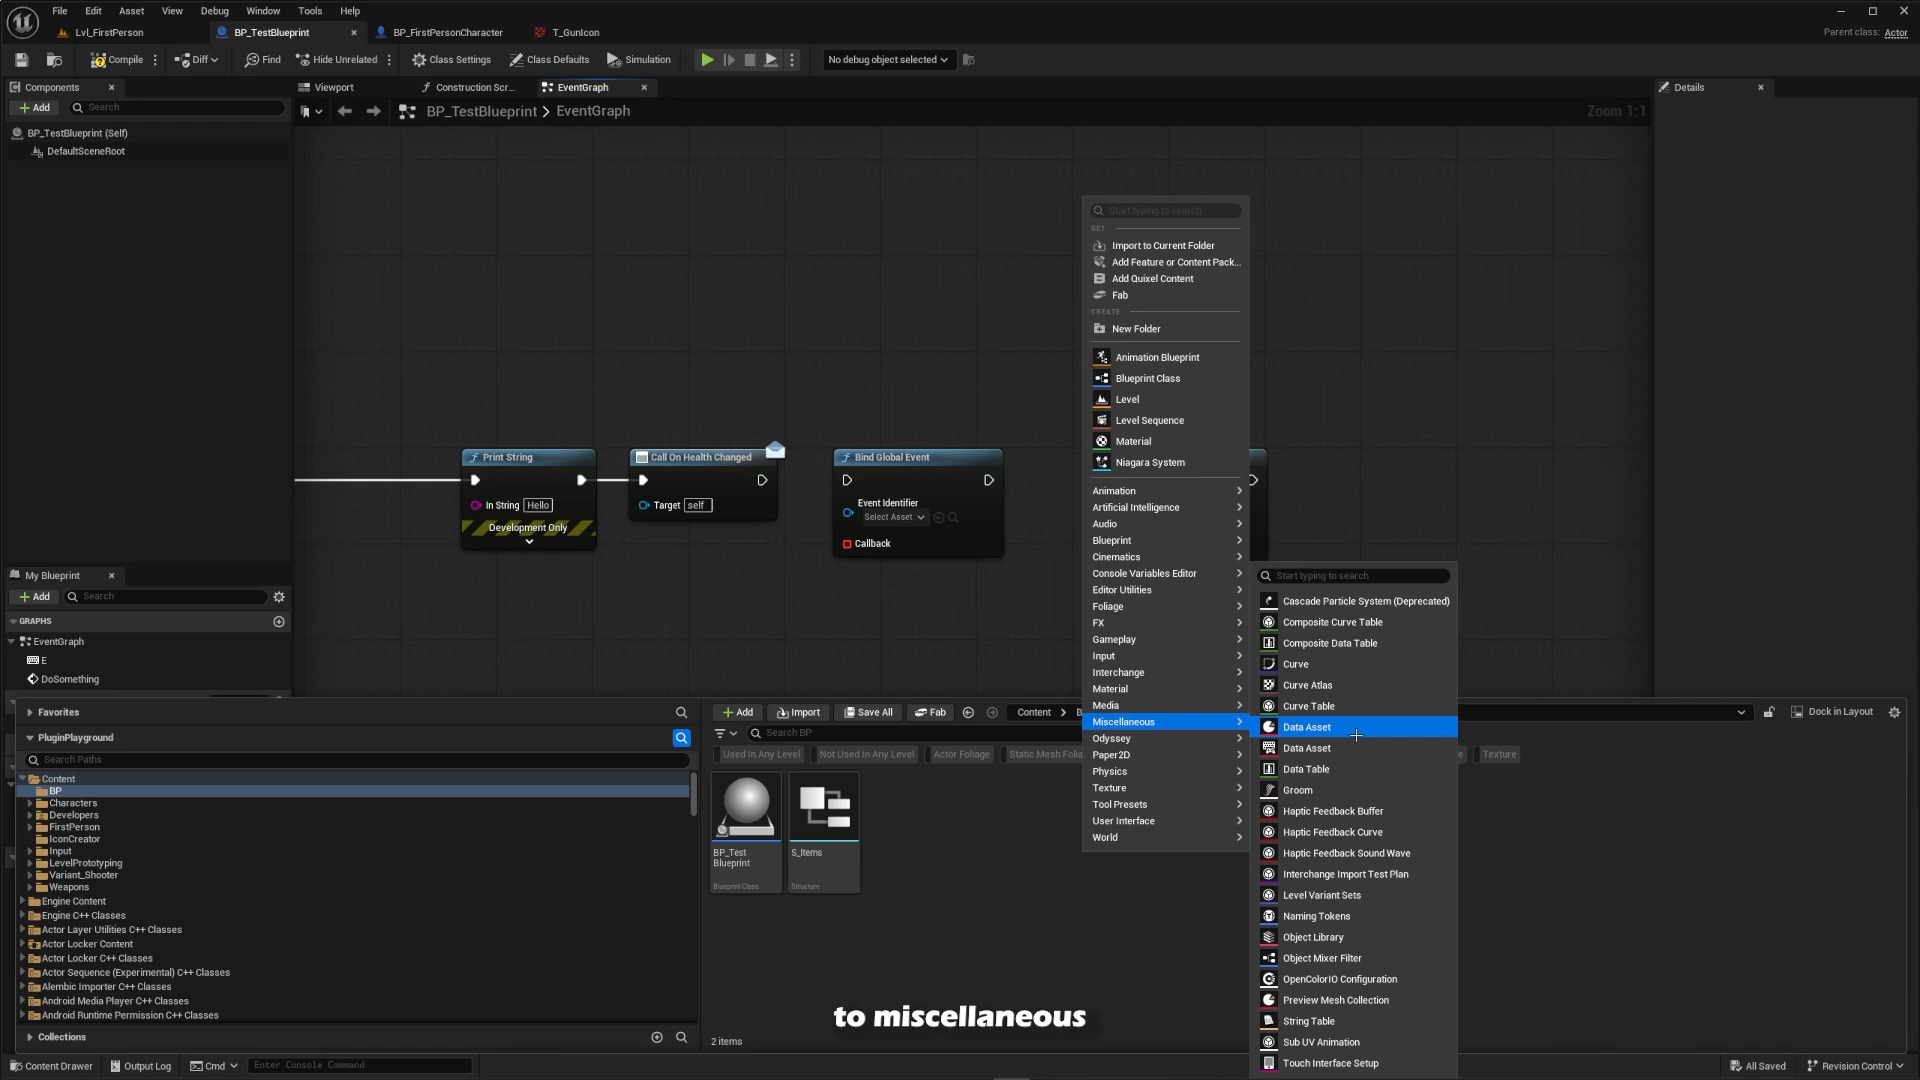 File Edit Asset View Debug Window Tools Help
Lvl_FirstPerson
BP_TestBlueprint
BP_FirstPersonCharacter
T_GunIcon
Parent class: Actor
Compile
Diff
Find
Hide Unrelated
Class Settings
Class Defaults
Simulation
No debug object selected
Components
Add
Search
BP_TestBlueprint (Self)
DefaultSceneRoot
Viewport
Construction Scr...
EventGraph
BP_TestBlueprint > EventGraph
Zoom 1:1
Details
Print String
In String Hello
Development Only
Call On Health Changed
Target self
Bind Global Event
Event Identifier
Select Asset
Callback
My Blueprint
Add
Search
GRAPHS
EventGraph
E
DoSomething
Start typing to search
GET
Import to Current Folder
Add Feature or Content Pack...
Add Quixel Content
Fab
CREATE
New Folder
Animation Blueprint
Blueprint Class
Level
Level Sequence
Material
Niagara System
Animation
Artificial Intelligence
Audio
Blueprint
Cinematics
Console Variables Editor
Editor Utilities
Foliage
FX
Gameplay
Input
Interchange
Material
Media
Miscellaneous
Odyssey
Paper2D
Physics
Texture
Tool Presets
User Interface
World
Start typing to search
Cascade Particle System (Deprecated)
Composite Curve Table
Composite Data Table
Curve
Curve Atlas
Curve Table
Data Asset
Data Asset
Data Table
Groom
Haptic Feedback Buffer
Haptic Feedback Curve
Haptic Feedback Sound Wave
Interchange Import Test Plan
Level Variant Sets
Naming Tokens
Object Library
Object Mixer Filter
OpenColorIO Configuration
Preview Mesh Collection
String Table
Sub UV Animation
Touch Interface Setup
Favorites
PluginPlayground
Search Paths
Content
BP
Characters
Developers
FirstPerson
IconCreator
Input
LevelPrototyping
Variant_Shooter
Weapons
Engine Content
Engine C++ Classes
Actor Layer Utilities C++ Classes
Actor Locker Content
Actor Locker C++ Classes
Actor Sequence (Experimental) C++ Classes
Alembic Importer C++ Classes
Android Media Player C++ Classes
Android Runtime Permission C++ Classes
Collections
Add
Import
Save All
Fab
Content > B
Dock in Layout
Search BP
Used In Any Level
Not Used In Any Level
Actor Foliage
Static Mesh Folia
Texture
BP_Test
Blueprint
Blueprint Class
S_Items
Structure
2 items
to miscellaneous
Content Drawer
Output Log
Cmd
Enter Console Command
All Saved
Revision Control